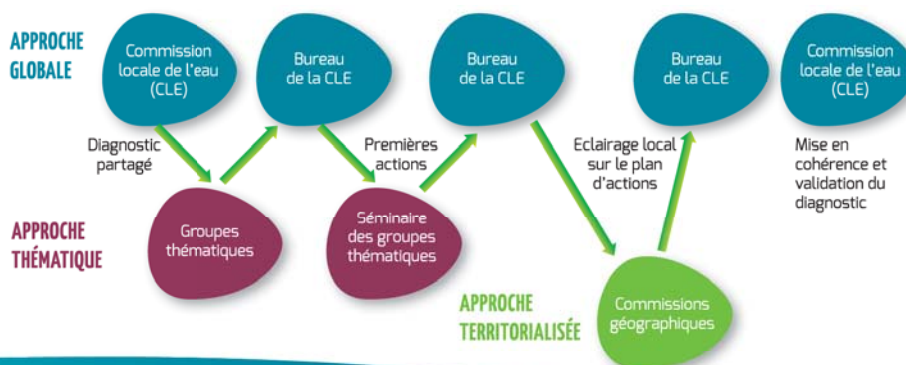 APPROCHE
GLOBALE
Commission
locale de l'eau
(CLE)
Bureau
de la CLE
Bureau
de la CLE
Bureau
de la CLE
Commission
locale de l'eau
(CLE)
Diagnostic
partagé
Premières
actions
Eclairage local
sur le plan
d'actions
Mise en
cohérence et
validation du
diagnostic
APPROCHE
THÉMATIQUE
Groupes
thématiques
Séminaire
des groupes
thématiques
APPROCHE
TERRITORIALISÉE
Commissions
géographiques